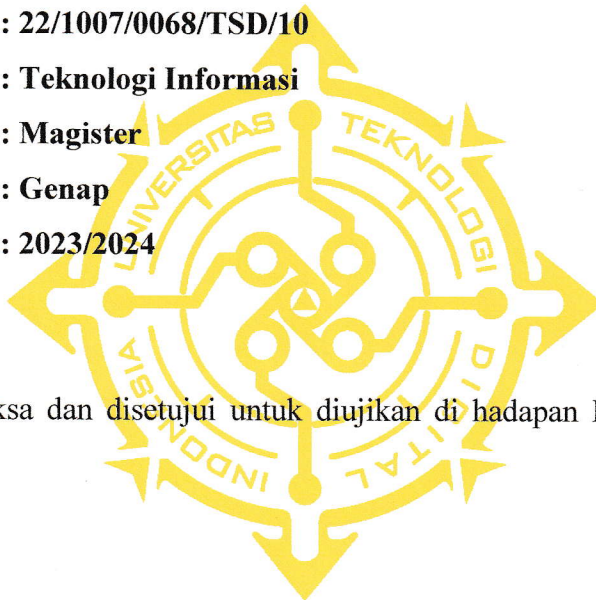 : 22/1007/0068/TSD/10
: Teknologi Informasi
: Magister
: Genap
: 2023/2024
UNIVERSITAS TEKNOLOGI DIGITAL INDONESIA
ksa dan disetujui untuk diujikan di hadapan